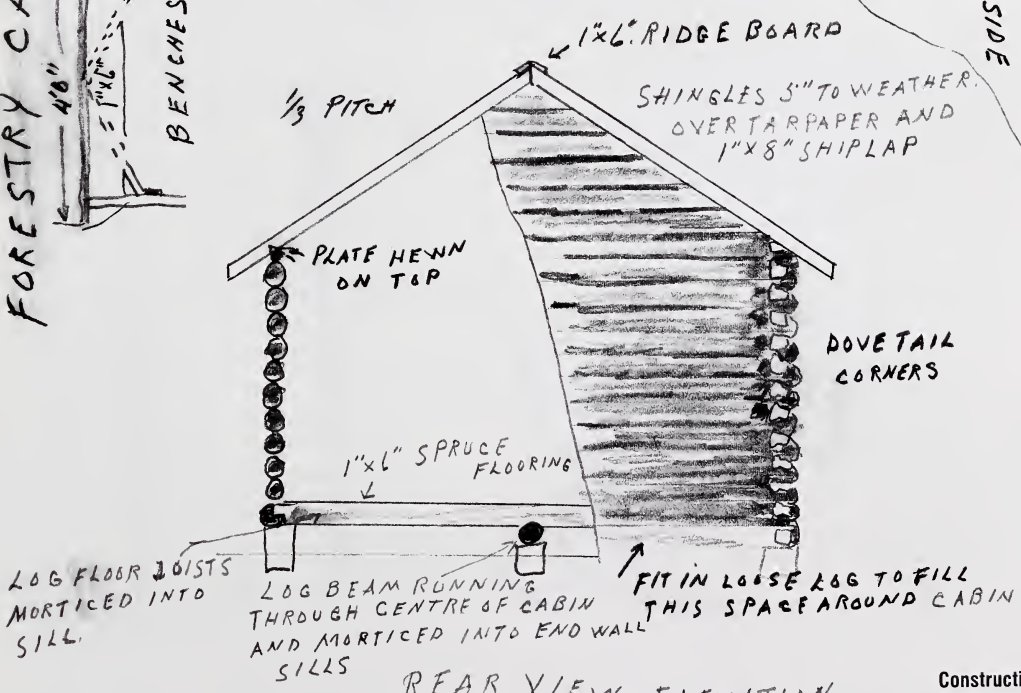 FORESTRY CA
4'0"
1"x6"
BENCHES
SIDE
1"x6". RIDGE BOARD
1/3 PITCH
SHINGLES 5" TO WEATHER.
OVER TARPAPER AND
1"x8" SHIPLAP
PLATE HEWN
ON TOP
DOVETAIL
CORNERS
1"x6" SPRUCE
FLOORING
LOG FLOOR JOISTS
MORTICED INTO
SILL.
LOG BEAM RUNNING
THROUGH CENTRE OF CABIN
AND MORTICED INTO END WALL
SILLS
FIT IN LOOSE LOG TO FILL
THIS SPACE AROUND CABIN
REAR VIEW ELEVATION
Constructi